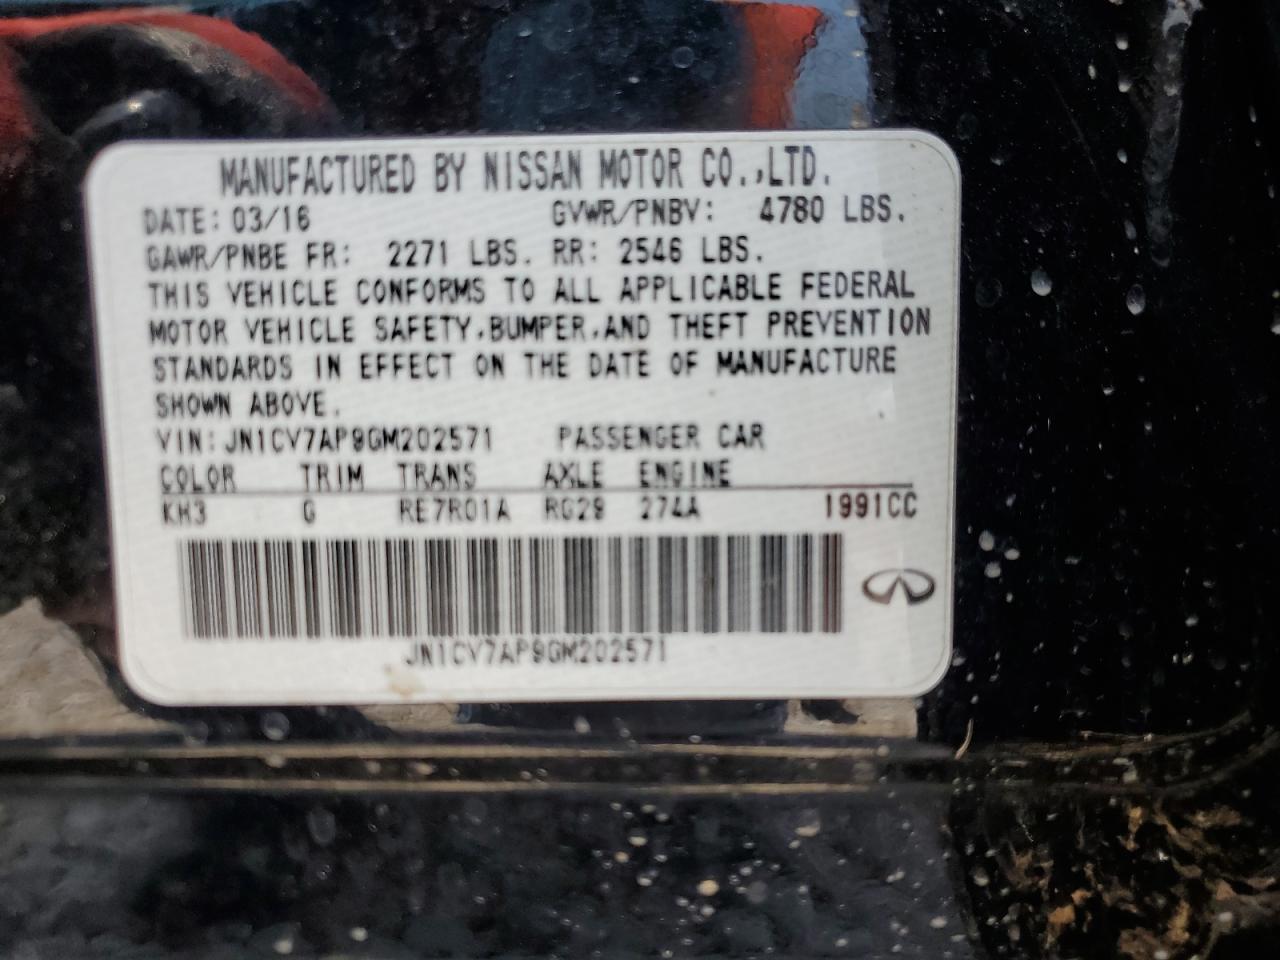 MANUFACTURED BY NISSAN MOTOR CO.,LTD.
DATE: 03/16 GVWR/PNBV: 4780 LBS.
GAWR/PNBE FR: 2271 LBS. RR: 2546 LBS.
THIS VEHICLE CONFORMS TO ALL APPLICABLE FEDERAL
MOTOR VEHICLE SAFETY,BUMPER,AND THEFT PREVENTION
STANDARDS IN EFFECT ON THE DATE OF MANUFACTURE
SHOWN ABOVE.
VIN: JN1CV7AP9GM202571 PASSENGER CAR
COLOR TRIM TRANS AXLE ENGINE
KH3 G RE7R01A RG29 274A 1991CC
JN1CV7AP9GM202571